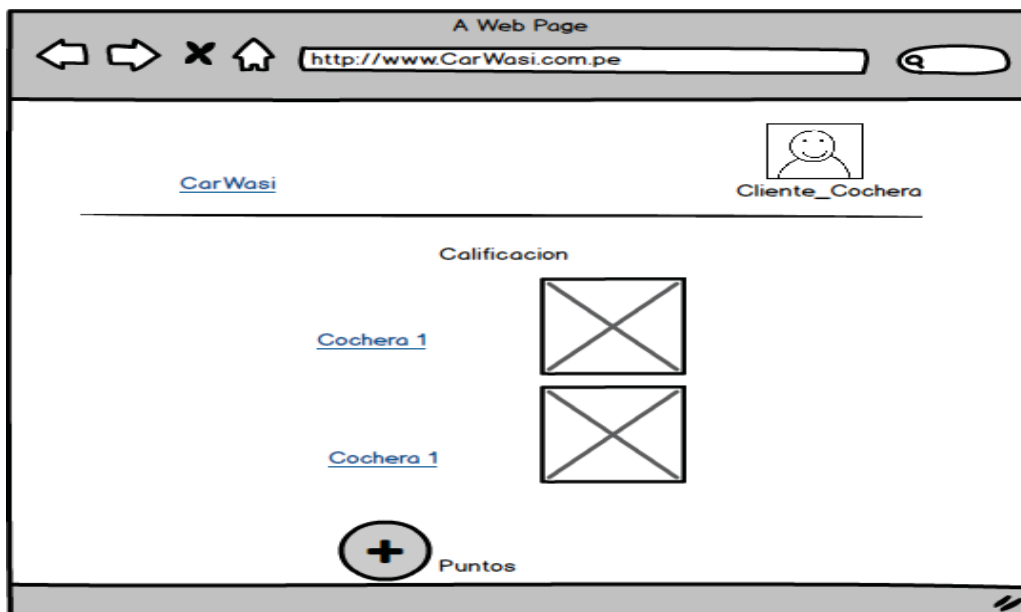 A Web Page
http://www.CarWasi.com.pe
CarWasi
Cliente_Cochera
Calificacion
Cochera 1
Cochera 1
Puntos